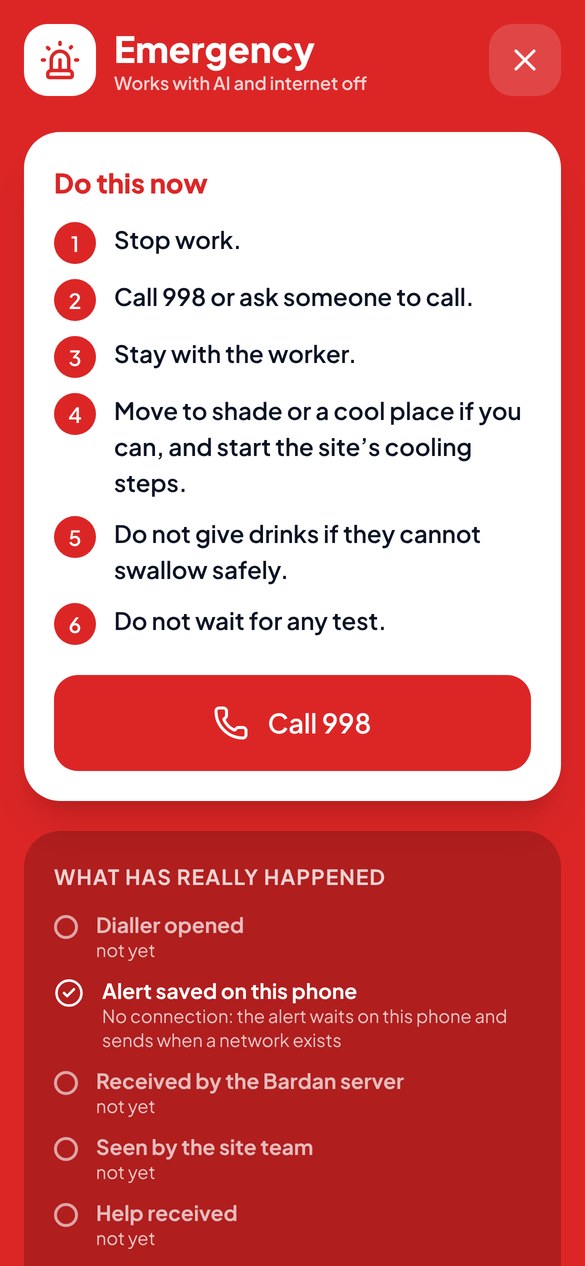 Emergency
Works with AI and internet off
Do this now
1 Stop work.
2 Call 998 or ask someone to call.
3 Stay with the worker.
4 Move to shade or a cool place if you
can, and start the site’s cooling
steps.
5 Do not give drinks if they cannot
swallow safely.
6 Do not wait for any test.
Call 998
WHAT HAS REALLY HAPPENED
Dialler opened
not yet
Alert saved on this phone
No connection: the alert waits on this phone and
sends when a network exists
Received by the Bardan server
not yet
Seen by the site team
not yet
Help received
not yet